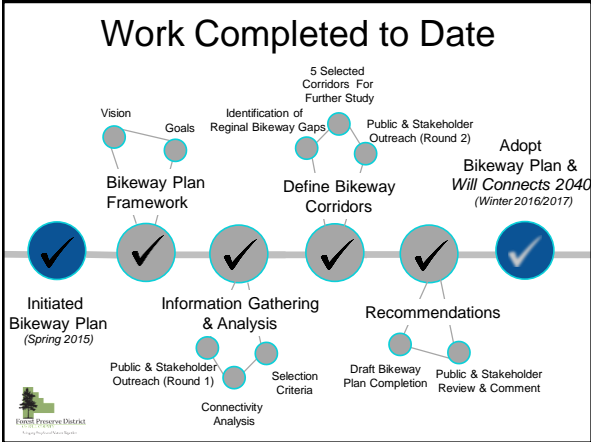 Work Completed to Date
5 Selected
Corridors For
Further Study
Vision
Goals
Identification of
Reginal Bikeway Gaps
Public & Stakeholder
Outreach (Round 2)
Bikeway Plan
Framework
Define Bikeway
Corridors
Adopt
Bikeway Plan &
Will Connects 2040
(Winter 2016/2017)
Initiated
Bikeway Plan
(Spring 2015)
Information Gathering
& Analysis
Public & Stakeholder
Outreach (Round 1)
Connectivity
Analysis
Selection
Criteria
Recommendations
Draft Bikeway
Plan Completion
Public & Stakeholder
Review & Comment
Forest Preserve District